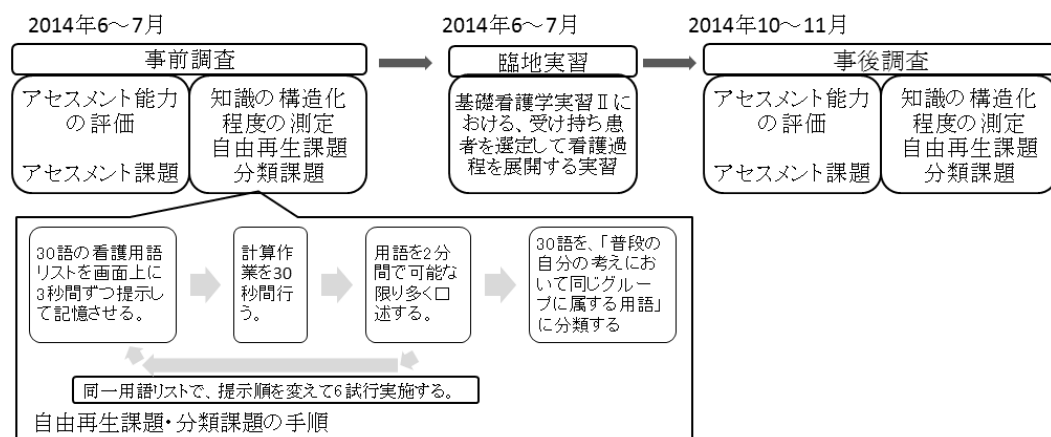 2014年6～7月
2014年6～7月
2014年10～11月
事前調査
臨地実習
事後調査
アセスメント能力
の評価
アセスメント課題
知識の構造化
程度の測定
自由再生課題
分類課題
基礎看護学実習Ⅱに
おける、受け持ち患
者を選定して看護過
程を展開する実習
アセスメント能力
の評価
アセスメント課題
知識の構造化
程度の測定
自由再生課題
分類課題
30語の看護用語
リストを画面上に
3秒間ずつ提示し
て記憶させる。
計算作
業を30
秒間行
う。
用語を2分
間で可能な
限り多く口
述する。
30語を、「普段の
自分の考えにお
いて同じグルー
プに属する用語」
に分類する
同一用語リストで、提示順を変えて6試行実施する。
自由再生課題・分類課題の手順